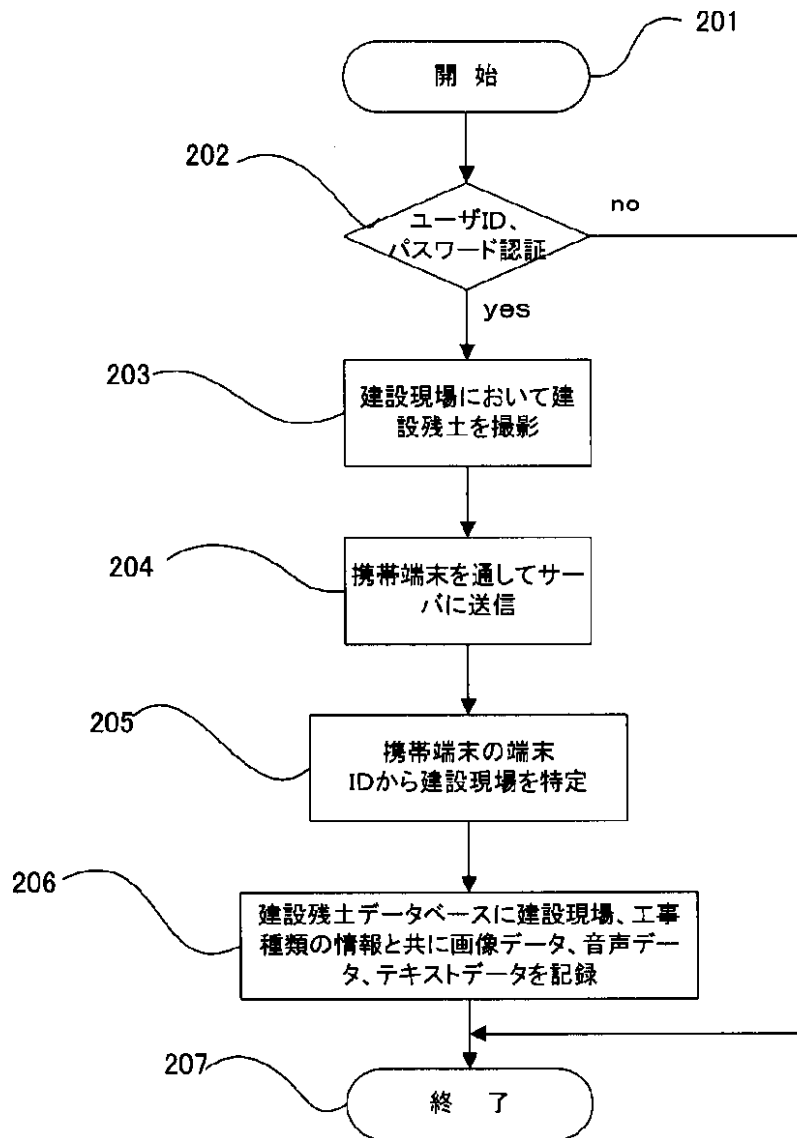 201
開 始
202
no
ユーザID、
パスワード認証
yes
203
建設現場において建
設残土を撮影
204
携帯端末を通してサー
バに送信
205
携帯端末の端末
IDから建設現場を特定
206
建設残土データベースに建設現場、工事
種類の情報と共に画像データ、音声デー
タ、テキストデータを記録
207
終 了